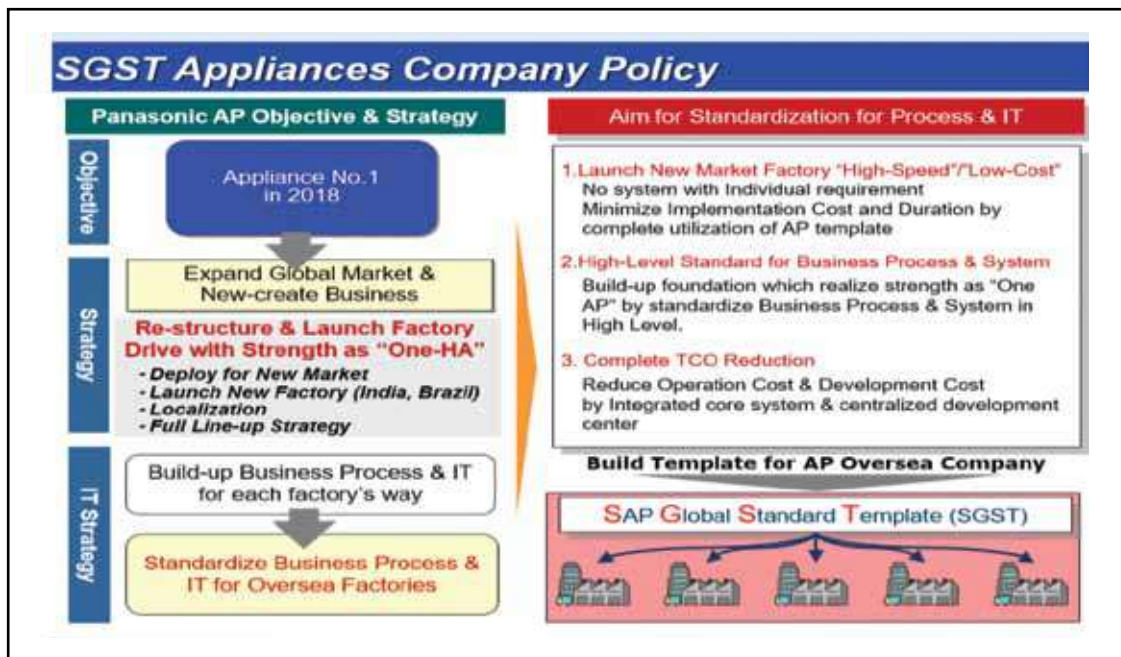 SGST Appliances Company Policy
Panasonic AP Objective & Strategy
Objective
Appliance No.1
in 2018
Strategy
Expand Global Market &
New-create Business
Re-structure & Launch Factory
Drive with Strength as “One-HA”
- Deploy for New Market
- Launch New Factory (India, Brazil)
- Localization
- Full Line-up Strategy
IT Strategy
Build-up Business Process & IT
for each factory’s way
Standardize Business Process &
IT for Oversea Factories
Aim for Standardization for Process & IT
1.Launch New Market Factory “High-Speed”/”Low-Cost”
No system with Individual requirement
Minimize Implementation Cost and Duration by
complete utilization of AP template
2.High-Level Standard for Business Process & System
Build-up foundation which realize strength as “One
AP” by standardize Business Process & System in
High Level.
3. Complete TCO Reduction
Reduce Operation Cost & Development Cost
by Integrated core system & centralized development
center
Build Template for AP Oversea Company
SAP Global Standard Template (SGST)